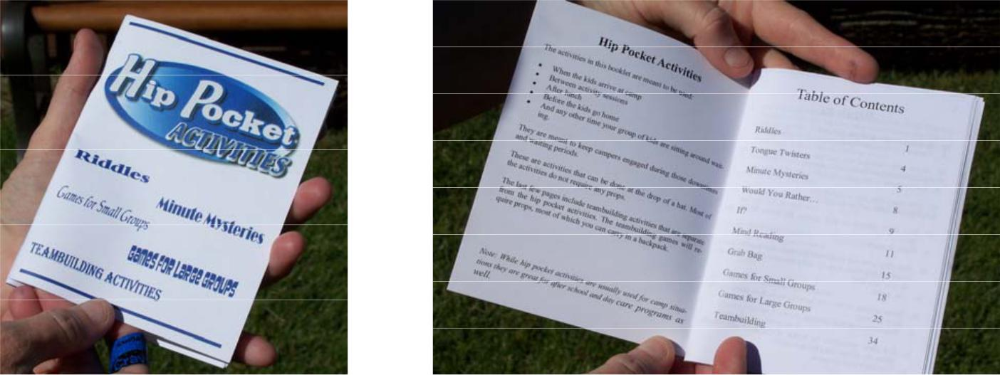 Hip Pocket
ACTIVITIES
Riddles
Games for Small Groups
Minute Mysteries
GAMES FOR LARGE GROUPS
TEAMBUILDING ACTIVITIES
Hip Pocket Activities
The activities in this booklet are meant to be used:
• When the kids arrive at camp
• Between activity sessions
• After lunch
• Before the kids go home
• And any other time your group of kids are sitting around wait-
ing.
They are meant to keep campers engaged during those downtimes
and waiting periods.
These are activities that can be done at the drop of a hat. Most of
the activities do not require any props.
The last few pages include teambuilding activities that are separate
from the hip pocket activities. The teambuilding games will re-
quire props, most of which you can carry in a backpack.
Note: While hip pocket activities are usually used for camp situa-
tions they are great for after school and day care programs as
well.
Table of Contents
Riddles 1
Tongue Twisters 4
Minute Mysteries 5
Would You Rather… 8
If? 9
Mind Reading 11
Grab Bag 15
Games for Small Groups 18
Games for Large Groups 25
Teambuilding 34